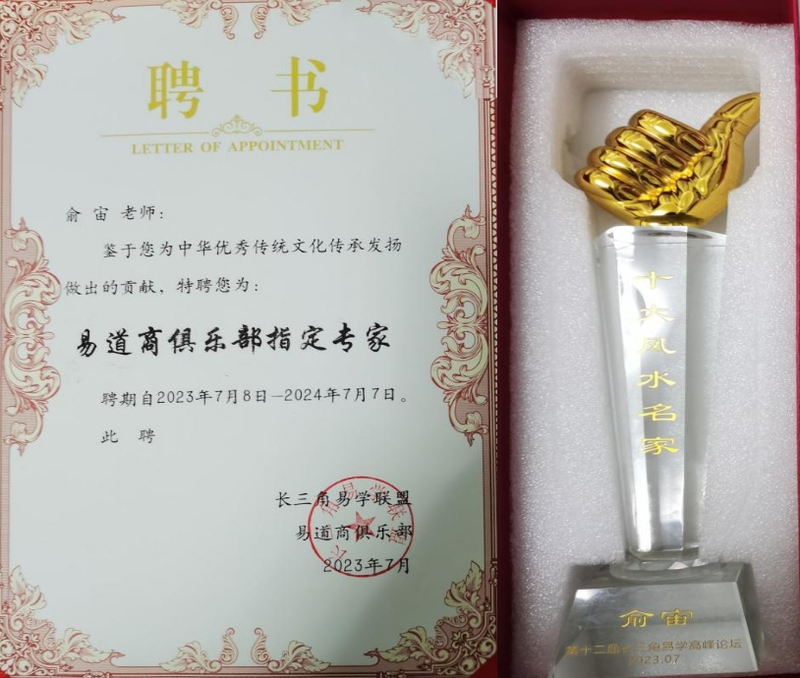 聘 书
LETTER OF APPOINTMENT
俞 宙 老师：
鉴于您为中华优秀传统文化传承发扬
做出的贡献，特聘您为：
易道商俱乐部指定专家
聘期自2023年7月8日—2024年7月7日。
此 聘
长三角易学联盟
易道商俱乐部
2023年7月
十大风水名家
俞宙
第十二届长三角易学高峰论坛
2023.07